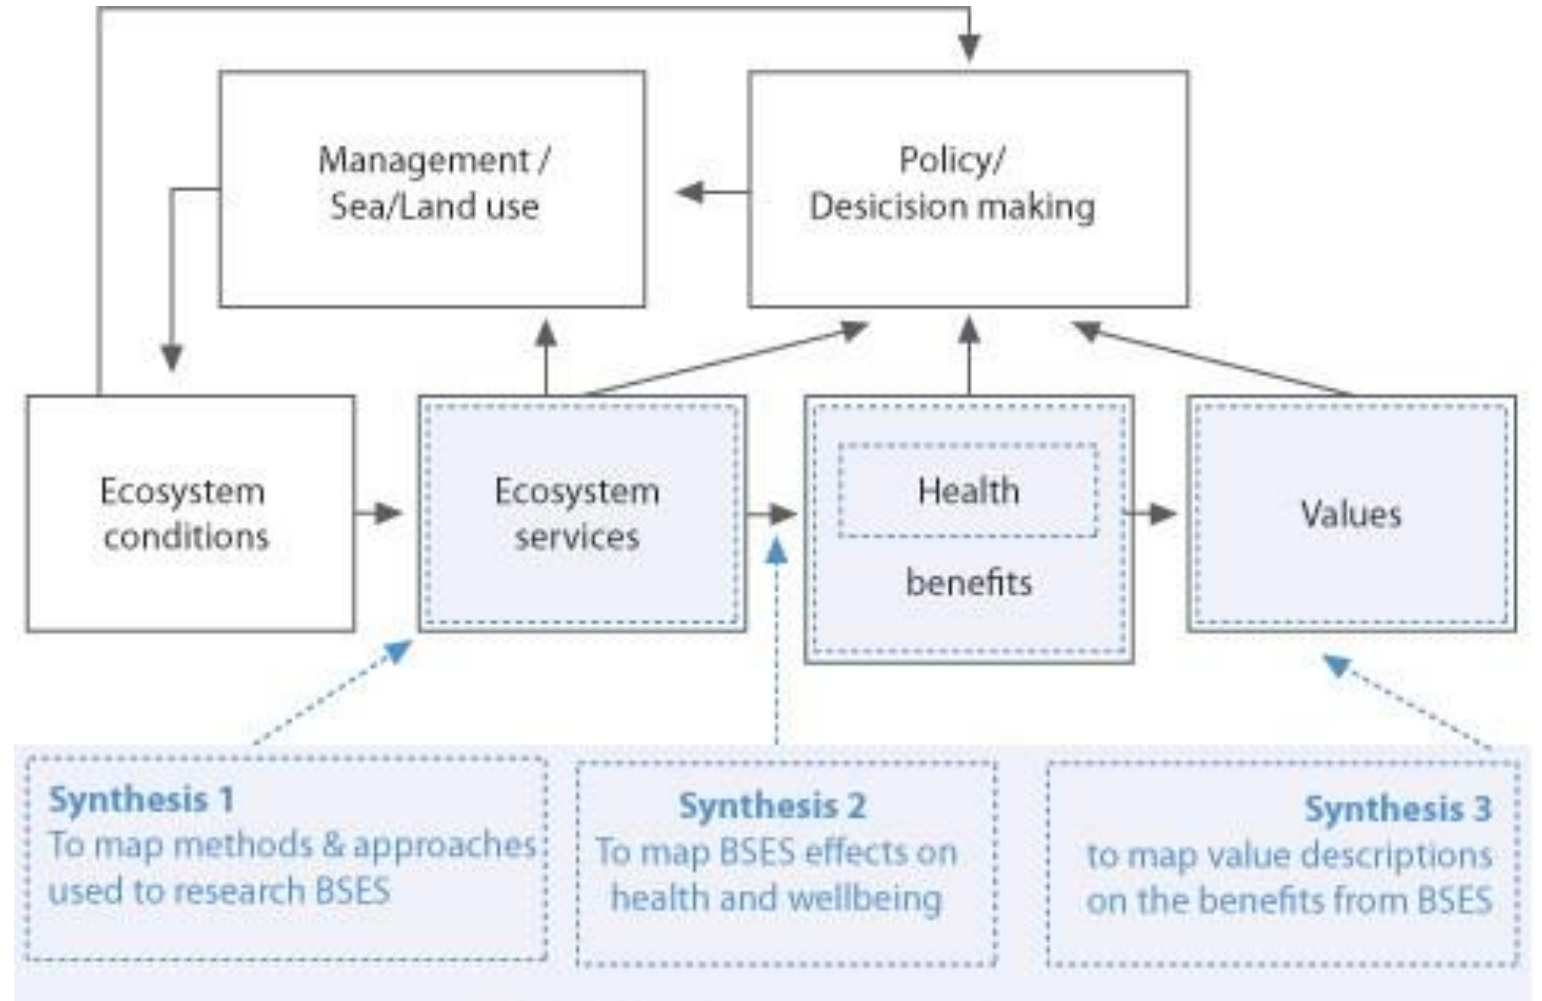 Management /
Sea/Land use
Policy/
Desicision making
Ecosystem
conditions
Ecosystem
services
Health
benefits
Values
Synthesis 1
To map methods & approaches
used to research BSES
Synthesis 2
To map BSES effects on
health and wellbeing
Synthesis 3
to map value descriptions
on the benefits from BSES